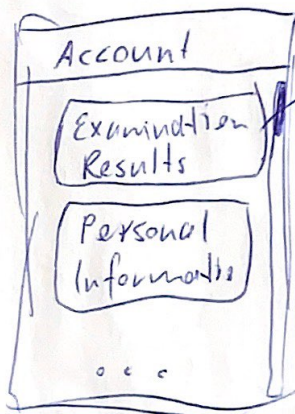 Account
Examination
Results
Personal
Informatio
...